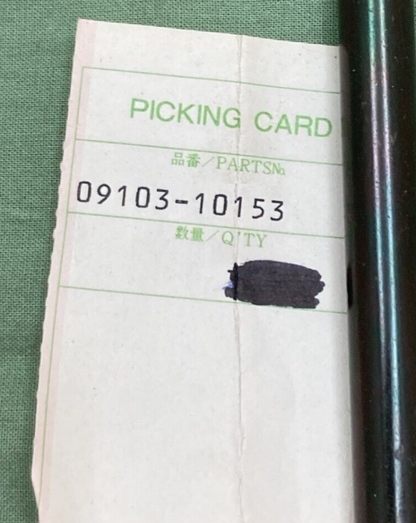 PICKING CARD
品番/PARTS№
09103-10153
数量/Q'TY